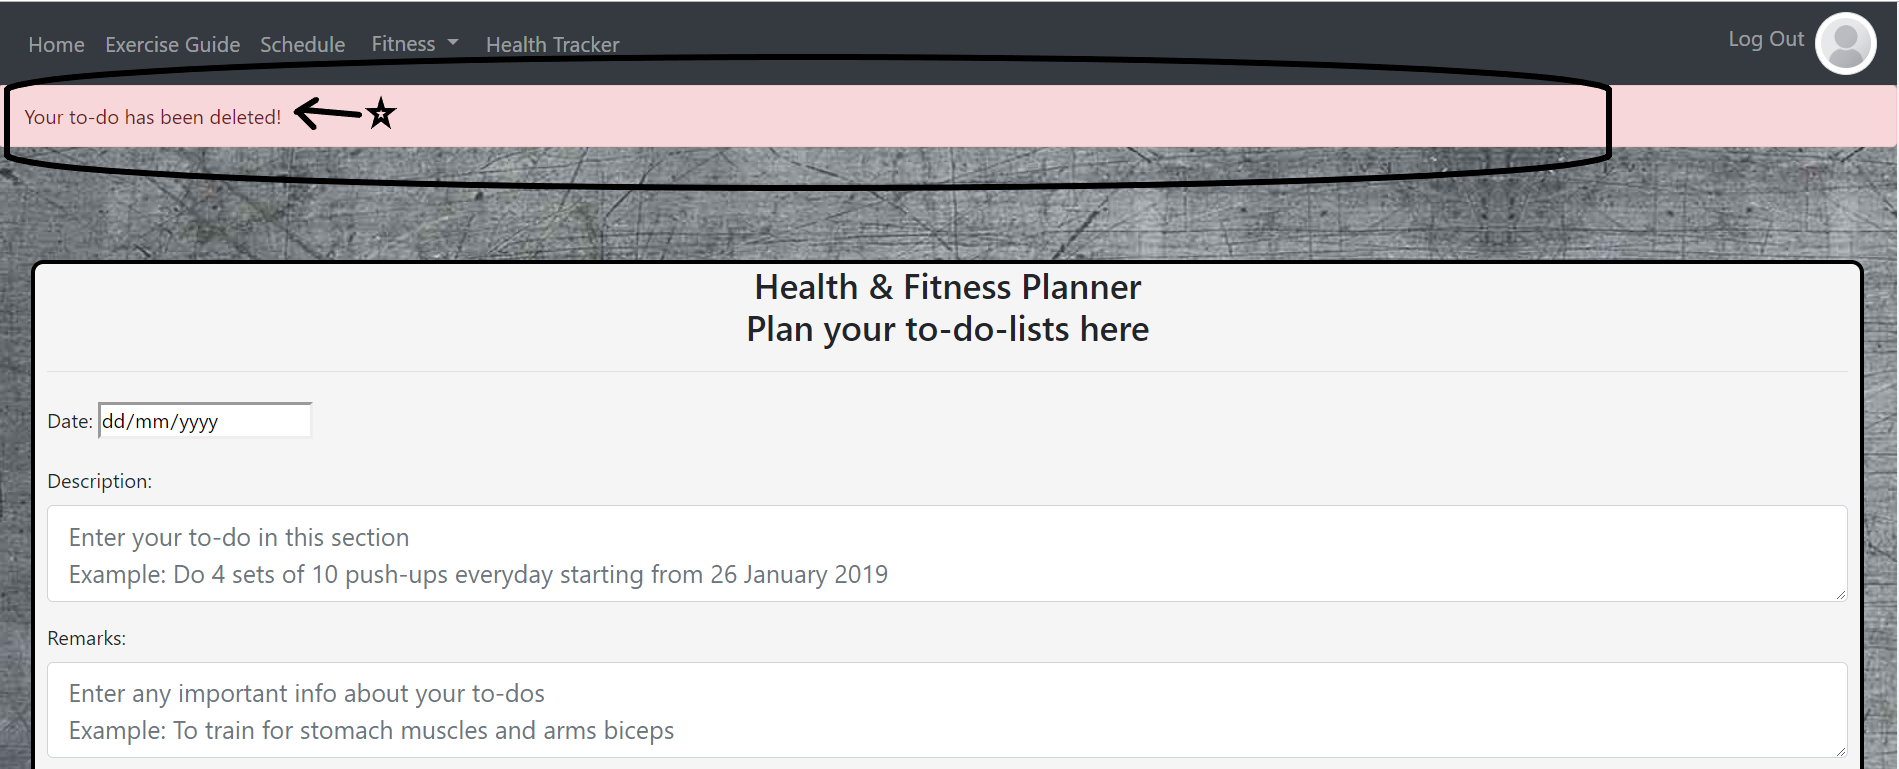 Home Exercise Guide Schedule Fitness Health Tracker Log Out
Your to-do has been deleted!
Health & Fitness Planner
Plan your to-do-lists here
Date: dd/mm/yyyy
Description:
Enter your to-do in this section
Example: Do 4 sets of 10 push-ups everyday starting from 26 January 2019
Remarks:
Enter any important info about your to-dos
Example: To train for stomach muscles and arms biceps